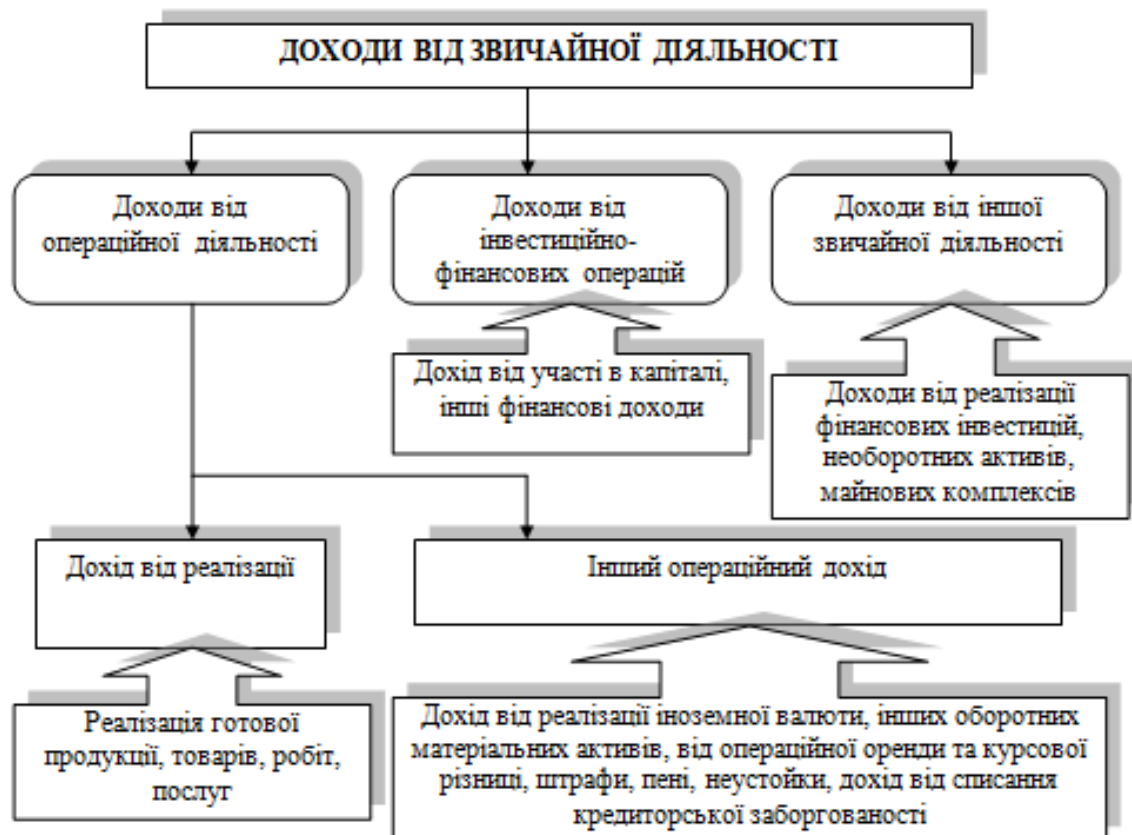 ДОХОДИ ВІД ЗВИЧАЙНОЇ ДІЯЛЬНОСТІ
Доходи від
операційної діяльності
Доходи від
інвестиційно-
фінансових операцій
Доходи від іншої
звичайної діяльності
Дохід від участі в капіталі,
інші фінансові доходи
Доходи від реалізації
фінансових інвестицій,
необоротних активів,
майнових комплексів
Дохід від реалізації
Інший операційний дохід
Реалізація готової
продукції, товарів, робіт,
послуг
Дохід від реалізації іноземної валюти, інших оборотних
матеріальних активів, від операційної оренди та курсової
різниці, штрафи, пені, неустойки, дохід від списання
кредиторської заборгованості